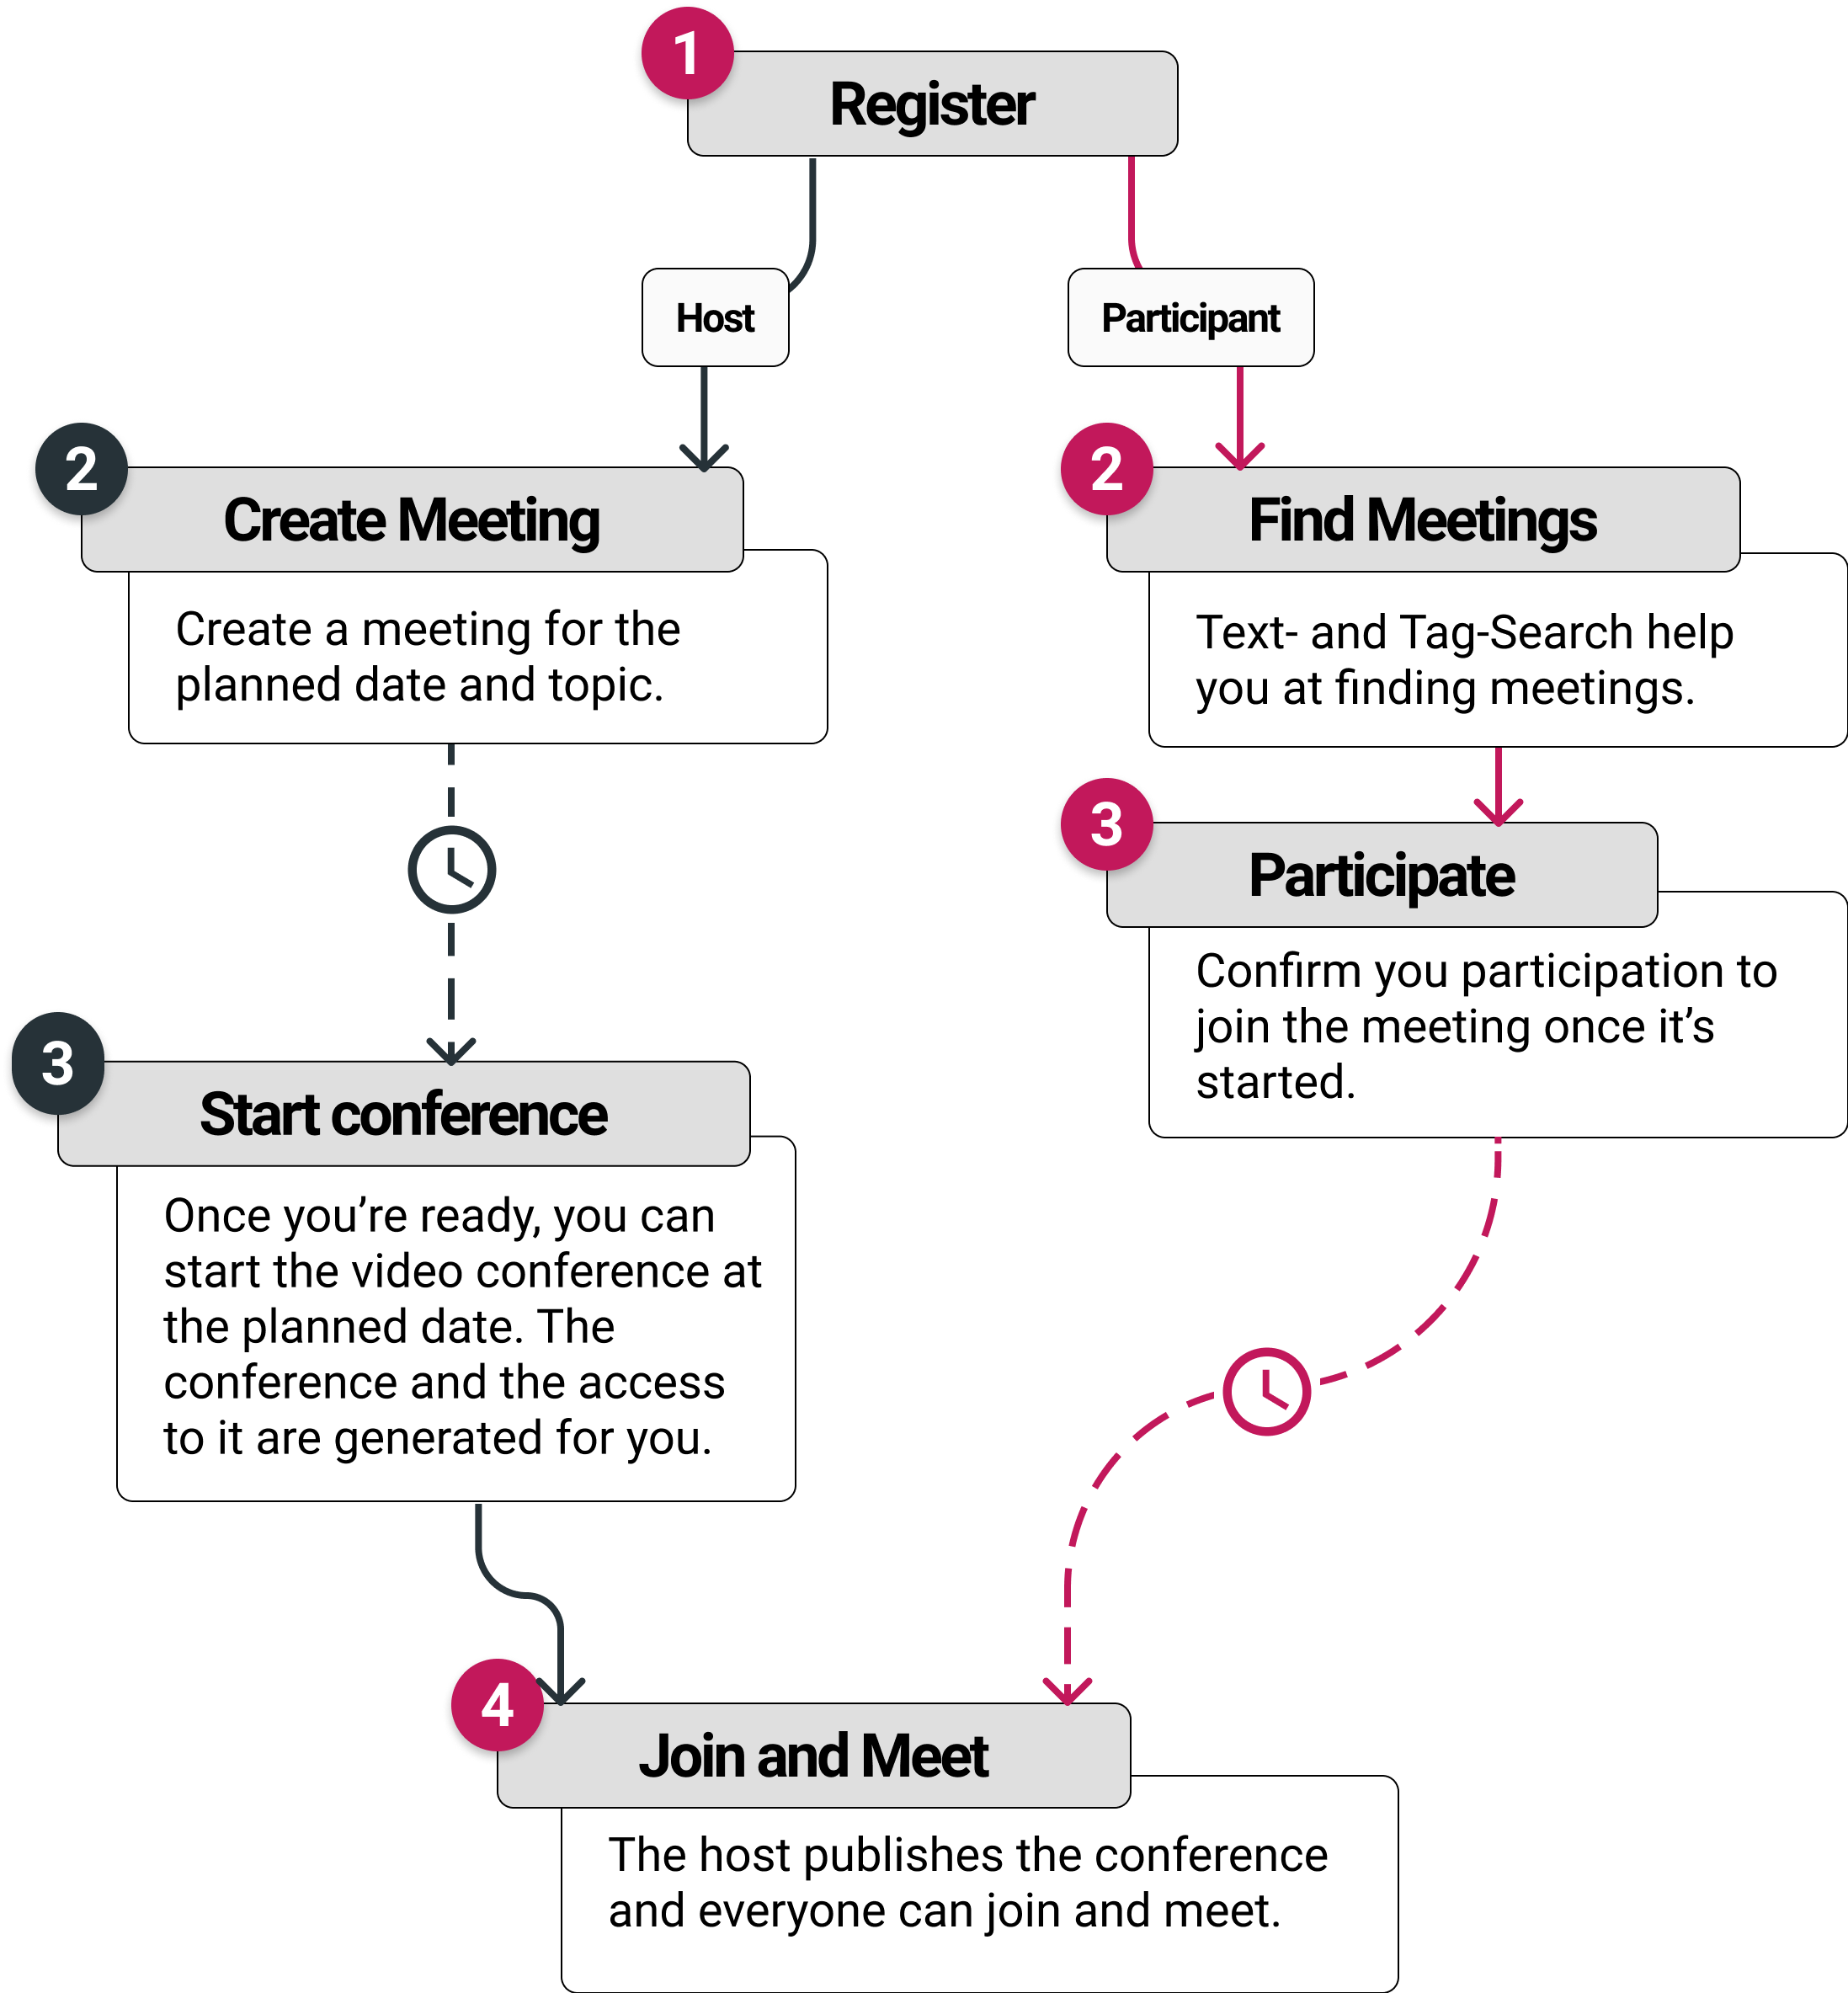 1
Register
Host
Participant
2
Create Meeting
Create a meeting for the
planned date and topic.
2
Find Meetings
Text- and Tag-Search help
you at finding meetings.
3
Participate
Confirm you participation to
join the meeting once it’s
started.
3
Start conference
Once you’re ready, you can
start the video conference at
the planned date. The
conference and the access
to it are generated for you.
4
Join and Meet
The host publishes the conference
and everyone can join and meet.